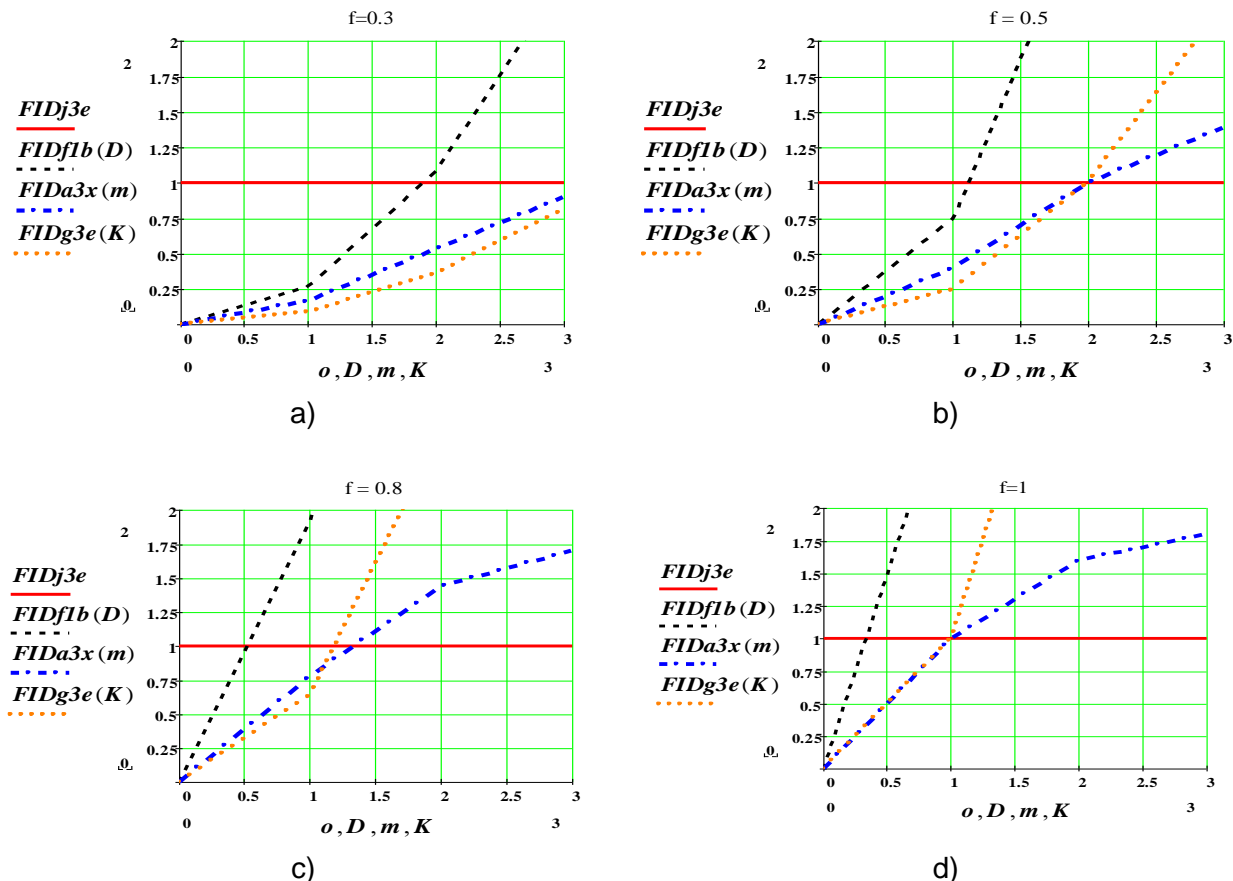 f=0.3
2
2
1.75
1.5
1.25
1
0.75
0.5
0.25
0
FIDj3e
FIDf1b(D)
FIDa3x(m)
FIDg3e(K)
0 0.5 1 1.5 2 2.5 3
0 3
o , D , m , K
a)
f = 0.5
2
2
1.75
1.5
1.25
1
0.75
0.5
0.25
0
FIDj3e
FIDf1b(D)
FIDa3x(m)
FIDg3e(K)
0 0.5 1 1.5 2 2.5 3
0 3
o , D , m , K
b)
f = 0.8
2
2
1.75
1.5
1.25
1
0.75
0.5
0.25
0
FIDj3e
FIDf1b(D)
FIDa3x(m)
FIDg3e(K)
0 0.5 1 1.5 2 2.5 3
0 3
o , D , m , K
c)
f=1
2
2
1.75
1.5
1.25
1
0.75
0.5
0.25
0
FIDj3e
FIDf1b(D)
FIDa3x(m)
FIDg3e(K)
0 0.5 1 1.5 2 2.5 3
0 3
o , D , m , K
d)